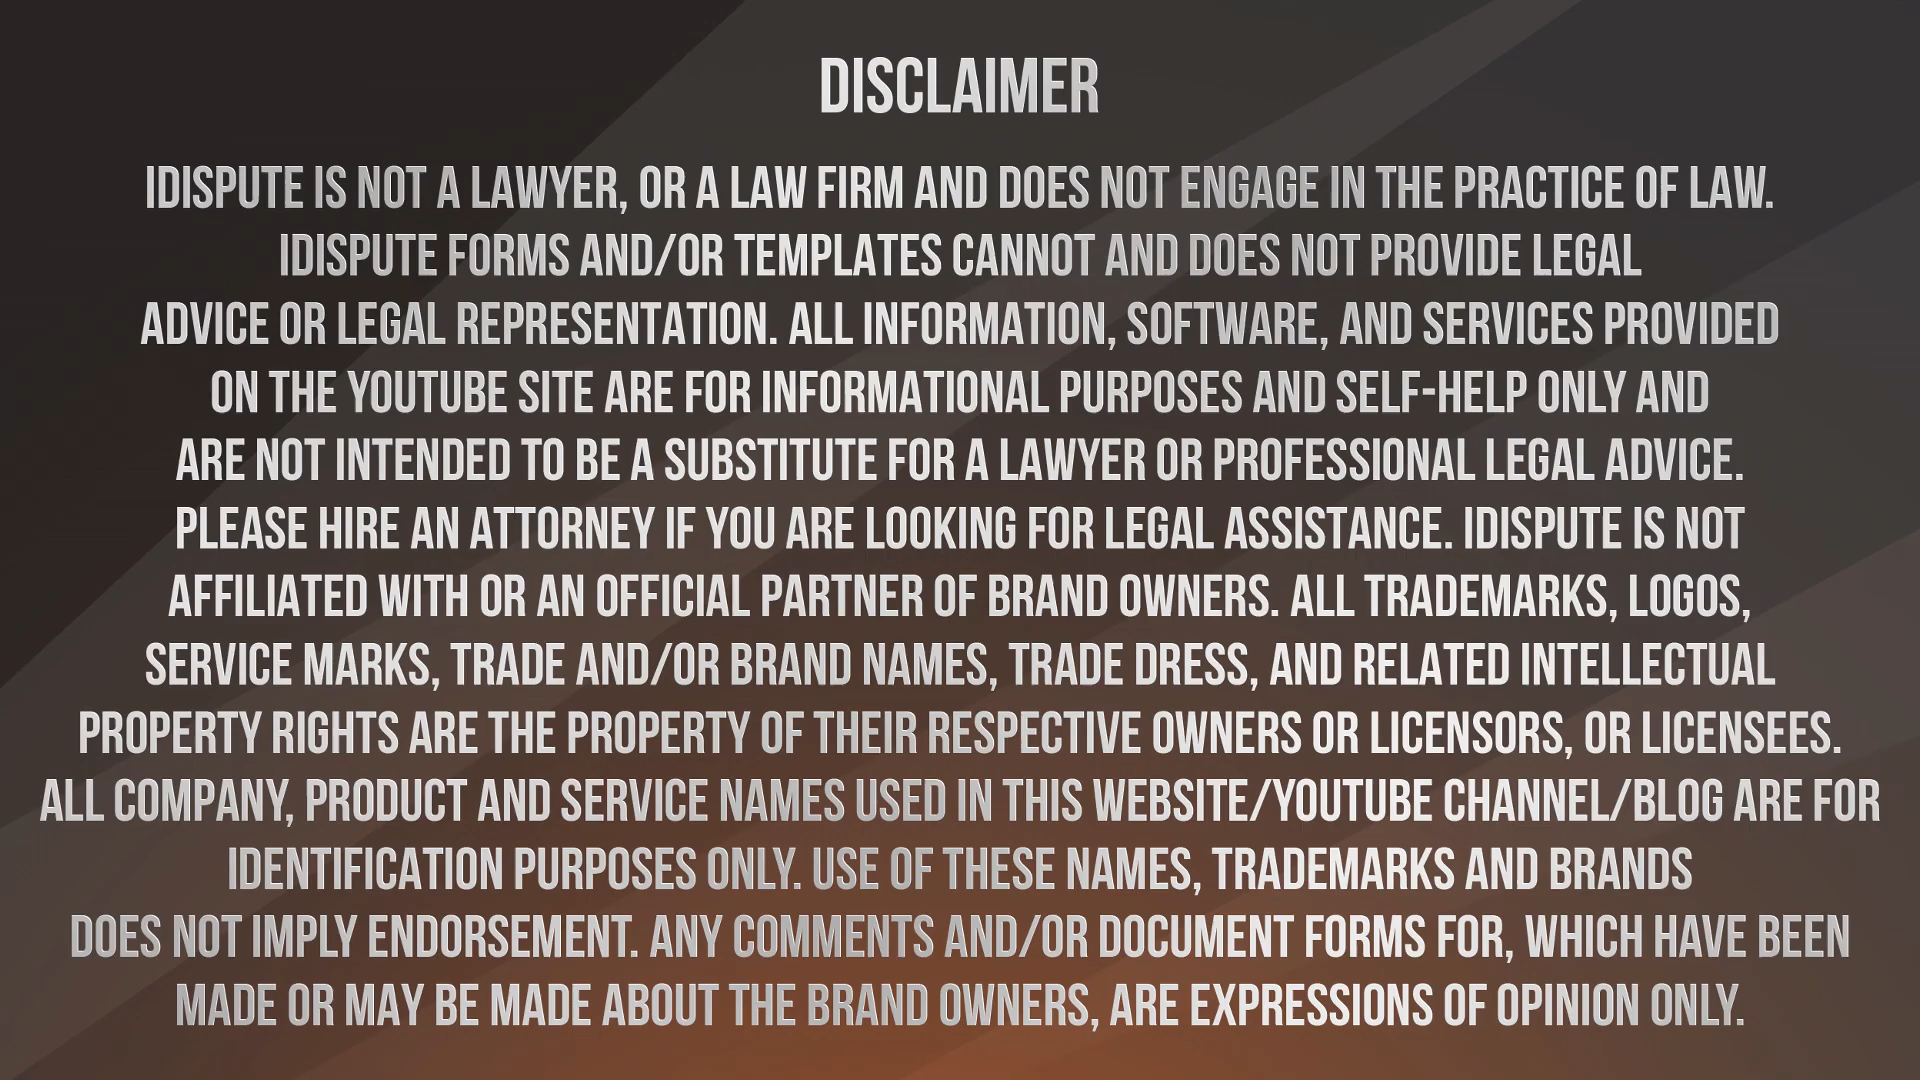 DISCLAIMER
IDISPUTE IS NOT A LAWYER, OR A LAW FIRM AND DOES NOT ENGAGE IN THE PRACTICE OF LAW.
IDISPUTE FORMS AND/OR TEMPLATES CANNOT AND DOES NOT PROVIDE LEGAL
ADVICE OR LEGAL REPRESENTATION. ALL INFORMATION, SOFTWARE, AND SERVICES PROVIDED
ON THE YOUTUBE SITE ARE FOR INFORMATIONAL PURPOSES AND SELF-HELP ONLY AND
ARE NOT INTENDED TO BE A SUBSTITUTE FOR A LAWYER OR PROFESSIONAL LEGAL ADVICE.
PLEASE HIRE AN ATTORNEY IF YOU ARE LOOKING FOR LEGAL ASSISTANCE. IDISPUTE IS NOT
AFFILIATED WITH OR AN OFFICIAL PARTNER OF BRAND OWNERS. ALL TRADEMARKS, LOGOS,
SERVICE MARKS, TRADE AND/OR BRAND NAMES, TRADE DRESS, AND RELATED INTELLECTUAL
PROPERTY RIGHTS ARE THE PROPERTY OF THEIR RESPECTIVE OWNERS OR LICENSORS, OR LICENSEES.
ALL COMPANY, PRODUCT AND SERVICE NAMES USED IN THIS WEBSITE/YOUTUBE CHANNEL/BLOG ARE FOR
IDENTIFICATION PURPOSES ONLY. USE OF THESE NAMES, TRADEMARKS AND BRANDS
DOES NOT IMPLY ENDORSEMENT. ANY COMMENTS AND/OR DOCUMENT FORMS FOR, WHICH HAVE BEEN
MADE OR MAY BE MADE ABOUT THE BRAND OWNERS, ARE EXPRESSIONS OF OPINION ONLY.